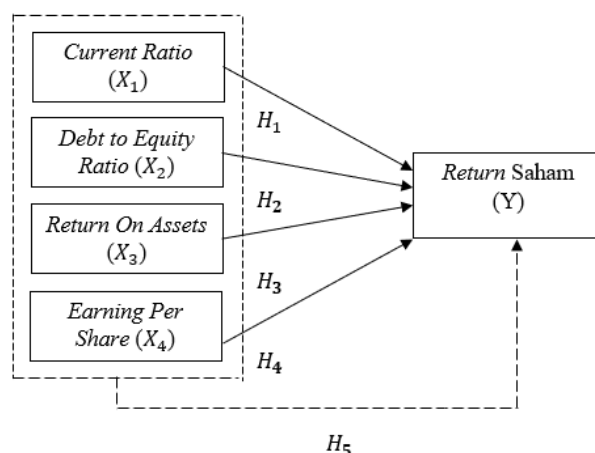 Current Ratio
(X₁)
H₁
Debt to Equity
Ratio (X₂)
Return Saham
(Y)
H₂
Return On Assets
(X₃)
H₃
Earning Per
Share (X₄)
H₄
H₅